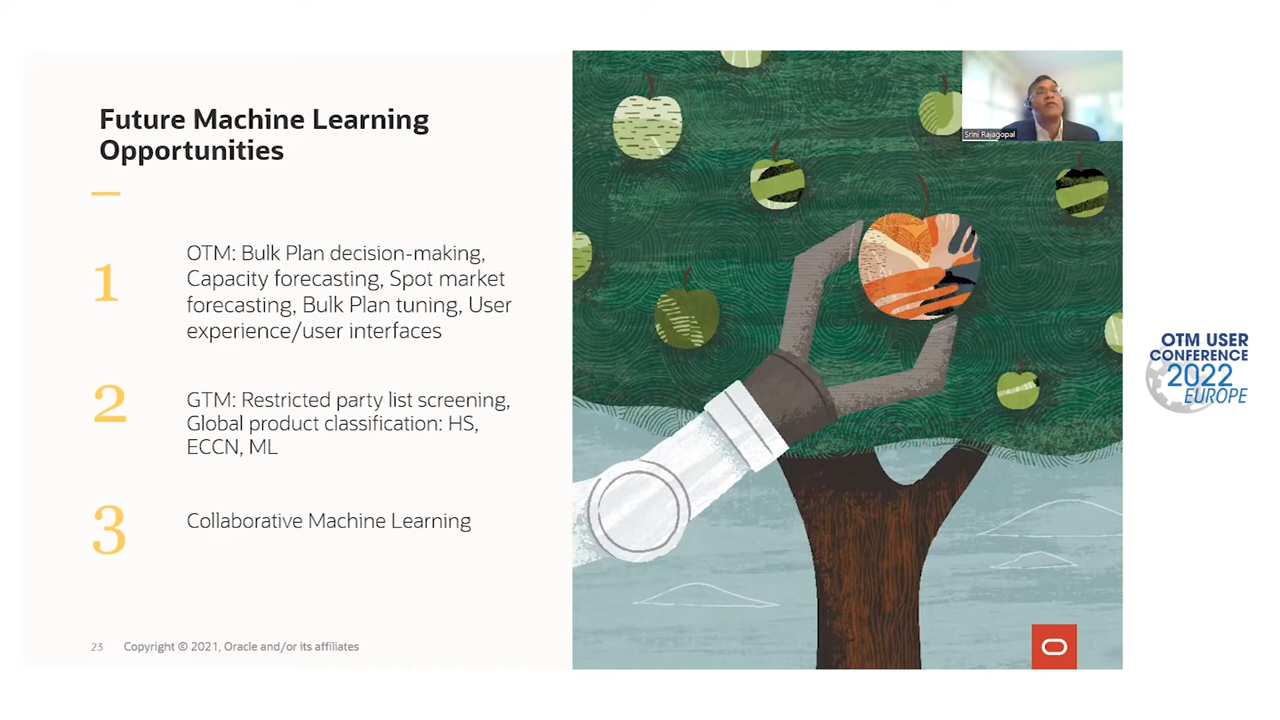 Future Machine Learning
Opportunities
1
OTM: Bulk Plan decision-making,
Capacity forecasting, Spot market
forecasting, Bulk Plan tuning, User
experience/user interfaces
2
GTM: Restricted party list screening,
Global product classification: HS,
ECCN, ML
3
Collaborative Machine Learning
23 Copyright © 2021, Oracle and/or its affiliates
Srini Rajagopal
OTM USER
CONFERENCE
2022
EUROPE